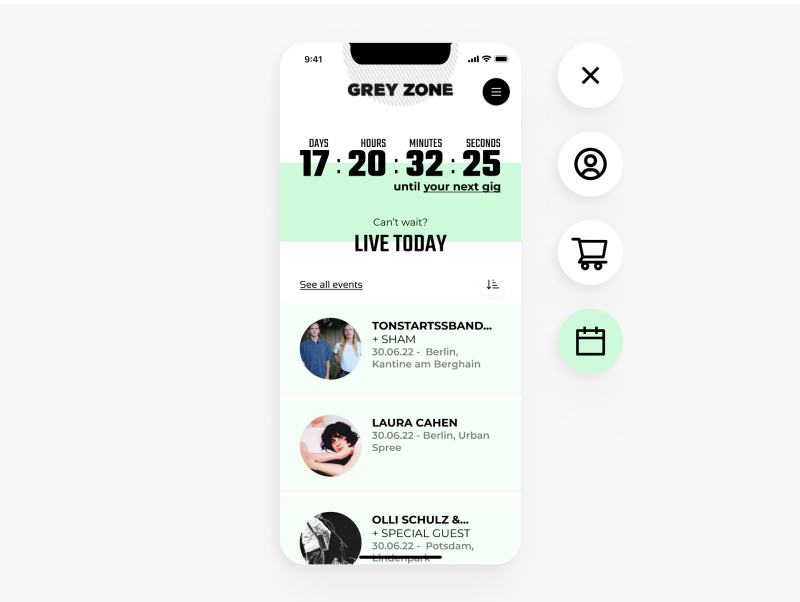 9:41
GREY ZONE
DAYS HOURS MINUTES SECONDS
17 : 20 : 32 : 25
until your next gig
Can't wait?
LIVE TODAY
See all events
TONSTARTSSBAND...
+ SHAM
30.06.22 - Berlin,
Kantine am Berghain
LAURA CAHEN
30.06.22 - Berlin, Urban
Spree
OLLI SCHULZ &...
+ SPECIAL GUEST
30.06.22 - Potsdam,
Lindenpark